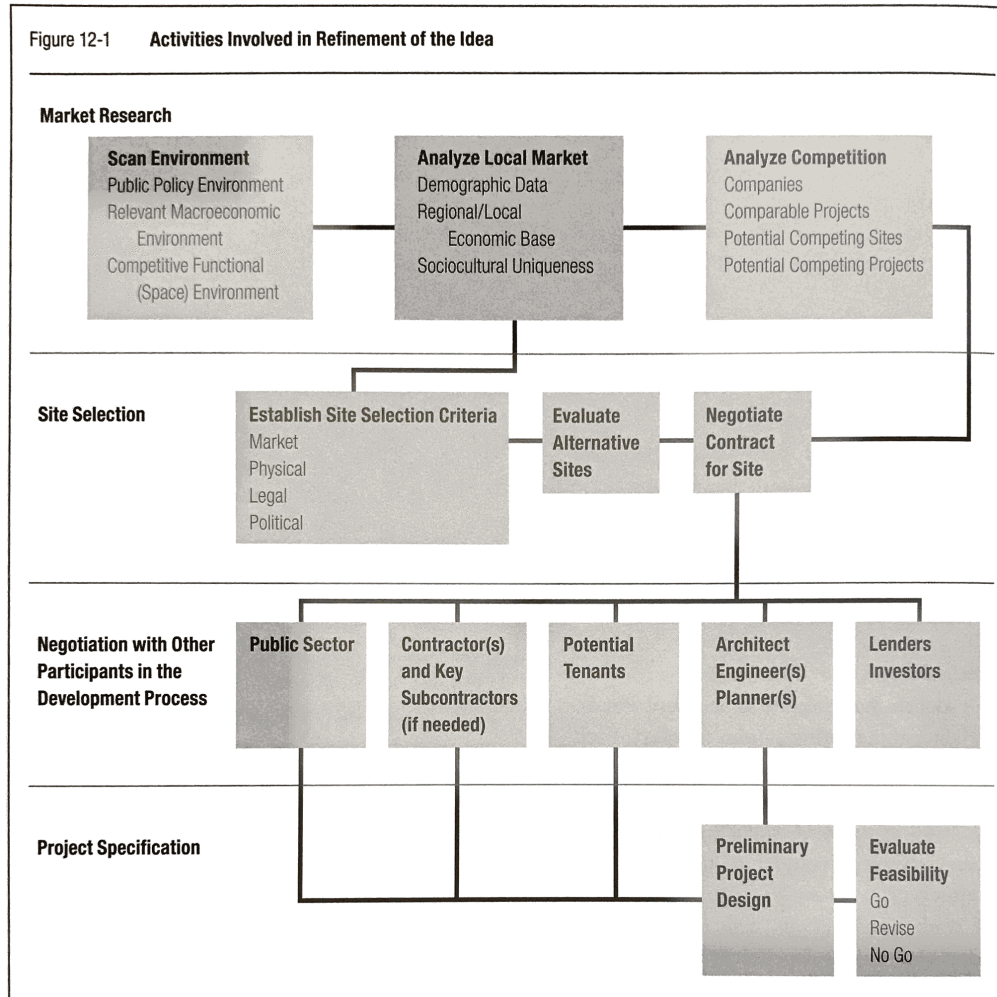 Figure 12-1 Activities Involved in Refinement of the Idea
Market Research
Scan Environment
Public Policy Environment
Relevant Macroeconomic
Environment
Competitive Functional
(Space) Environment
Analyze Local Market
Demographic Data
Regional/Local
Economic Base
Sociocultural Uniqueness
Analyze Competition
Companies
Comparable Projects
Potential Competing Sites
Potential Competing Projects
Site Selection
Establish Site Selection Criteria
Market
Physical
Legal
Political
Evaluate
Alternative
Sites
Negotiate
Contract
for Site
Negotiation with Other
Participants in the
Development Process
Public Sector
Contractor(s)
and Key
Subcontractors
(if needed)
Potential
Tenants
Architect
Engineer(s)
Planner(s)
Lenders
Investors
Project Specification
Preliminary
Project
Design
Evaluate
Feasibility
Go
Revise
No Go